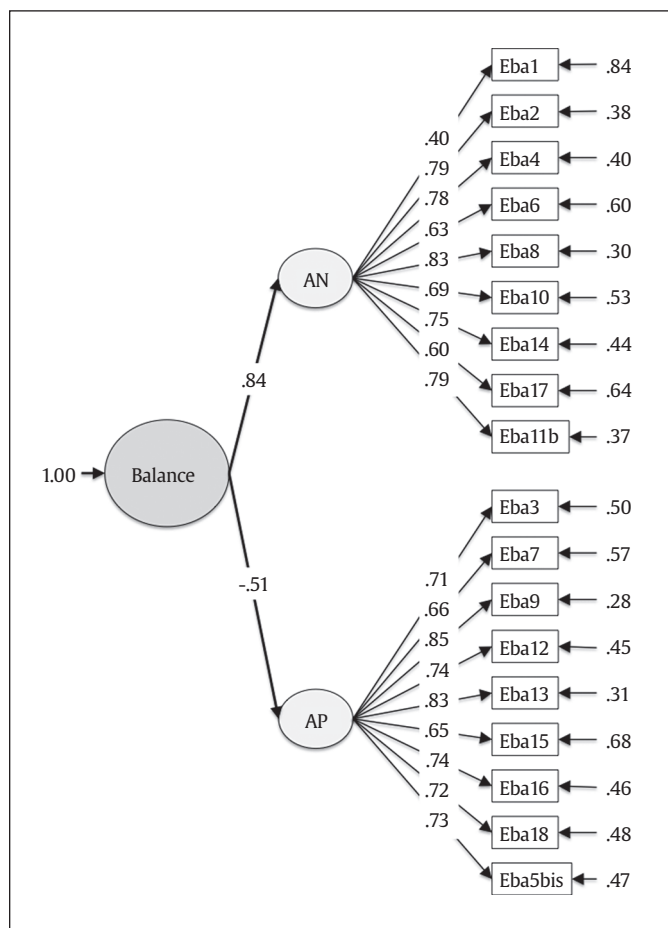 Eba1 .84
Eba2 .38
.40
.79
Eba4 .40
.78
Eba6 .60
.63
Eba8 .30
.83
AN
.69
Eba10 .53
.75
Eba14 .44
.60
.79
Eba17 .64
.84
Eba11b .37
1.00 Balance
Eba3 .50
Eba7 .57
-.51
.71
.66
Eba9 .28
.85
Eba12 .45
.74
Eba13 .31
.83
AP
.65
Eba15 .68
.74
Eba16 .46
.72
.73
Eba18 .48
Eba5bis .47